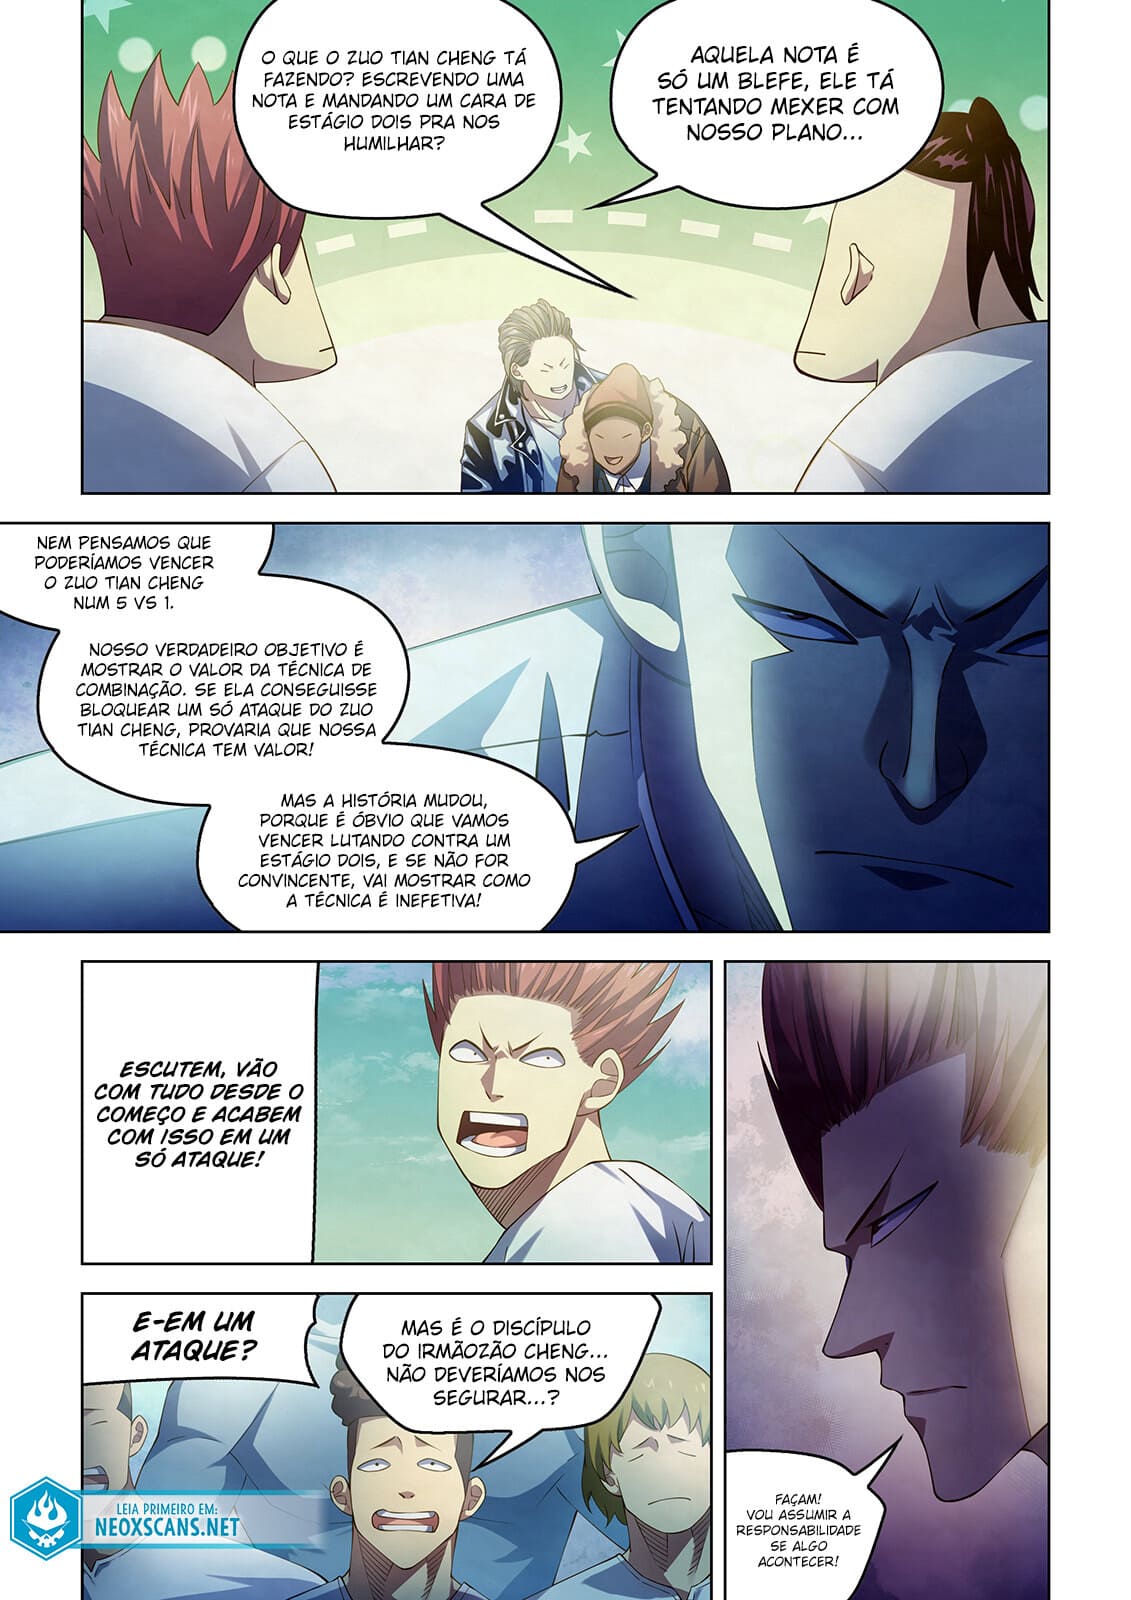 O QUE O ZUO TIAN CHENG TÁ
FAZENDO? ESCREVENDO UMA
NOTA E MANDANDO UM CARA DE
ESTÁGIO DOIS PRA NOS
HUMILHAR?
AQUELA NOTA É
SÓ UM BLEFE, ELE TÁ
TENTANDO MEXER COM
NOSSO PLANO...
NEM PENSAMOS QUE
PODERÍAMOS VENCER
O ZUO TIAN CHENG
NUM 5 VS 1.
NOSSO VERDADEIRO OBJETIVO É
MOSTRAR O VALOR DA TÉCNICA DE
COMBINAÇÃO. SE ELA CONSEGUISSE
BLOQUEAR UM SÓ ATAQUE DO ZUO
TIAN CHENG, PROVARIA QUE NOSSA
TÉCNICA TEM VALOR!
MAS A HISTÓRIA MUDOU,
PORQUE É ÓBVIO QUE VAMOS
VENCER LUTANDO CONTRA UM
ESTÁGIO DOIS, E SE NÃO FOR
CONVINCENTE, VAI MOSTRAR COMO
A TÉCNICA É INEFETIVA!
ESCUTEM, VÃO
COM TUDO DESDE O
COMEÇO E ACABEM
COM ISSO EM UM
SÓ ATAQUE!
E-EM UM
ATAQUE?
MAS É O DISCÍPULO
DO IRMÃOZÃO CHENG...
NÃO DEVERÍAMOS NOS
SEGURAR...?
FAÇAM!
VOU ASSUMIR A
RESPONSABILIDADE
SE ALGO
ACONTECER!
LEIA PRIMEIRO EM:
NEOXSCANS.NET